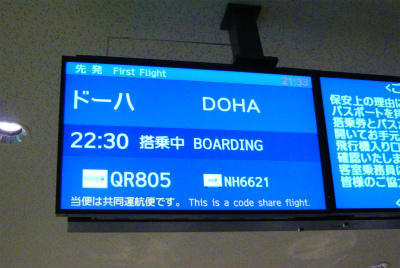 先発 First Flight
21:33
ドーハ DOHA
22:30 搭乗中 BOARDING
QR805 NH6621
当便は共同運航便です。 This is a code share flight.
保安上の理由に
パスポートを
搭乗券とパス
開いてお手元
飛行機入り口
確認いたしま
客室乗務員に
皆様のご協